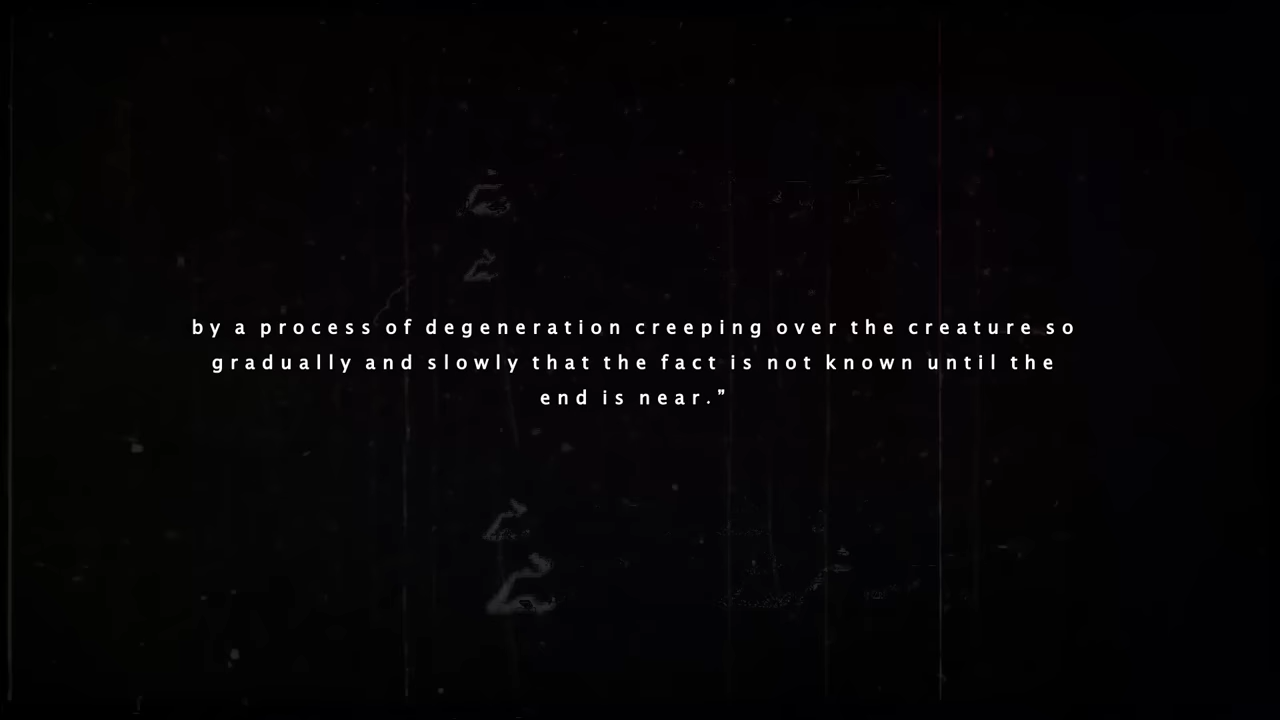 by a process of degeneration creeping over the creature so
gradually and slowly that the fact is not known until the
end is near.”